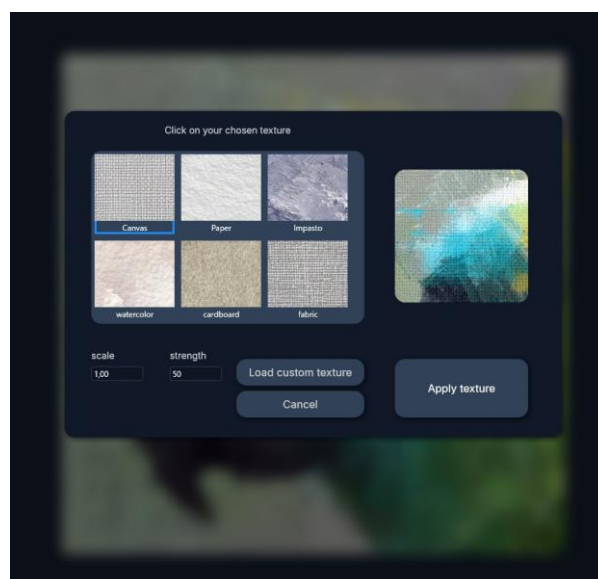 Click on your chosen texture
Canvas Paper Impasto
watercolor cardboard fabric
scale strength
1,00 50
Load custom texture
Cancel
Apply texture